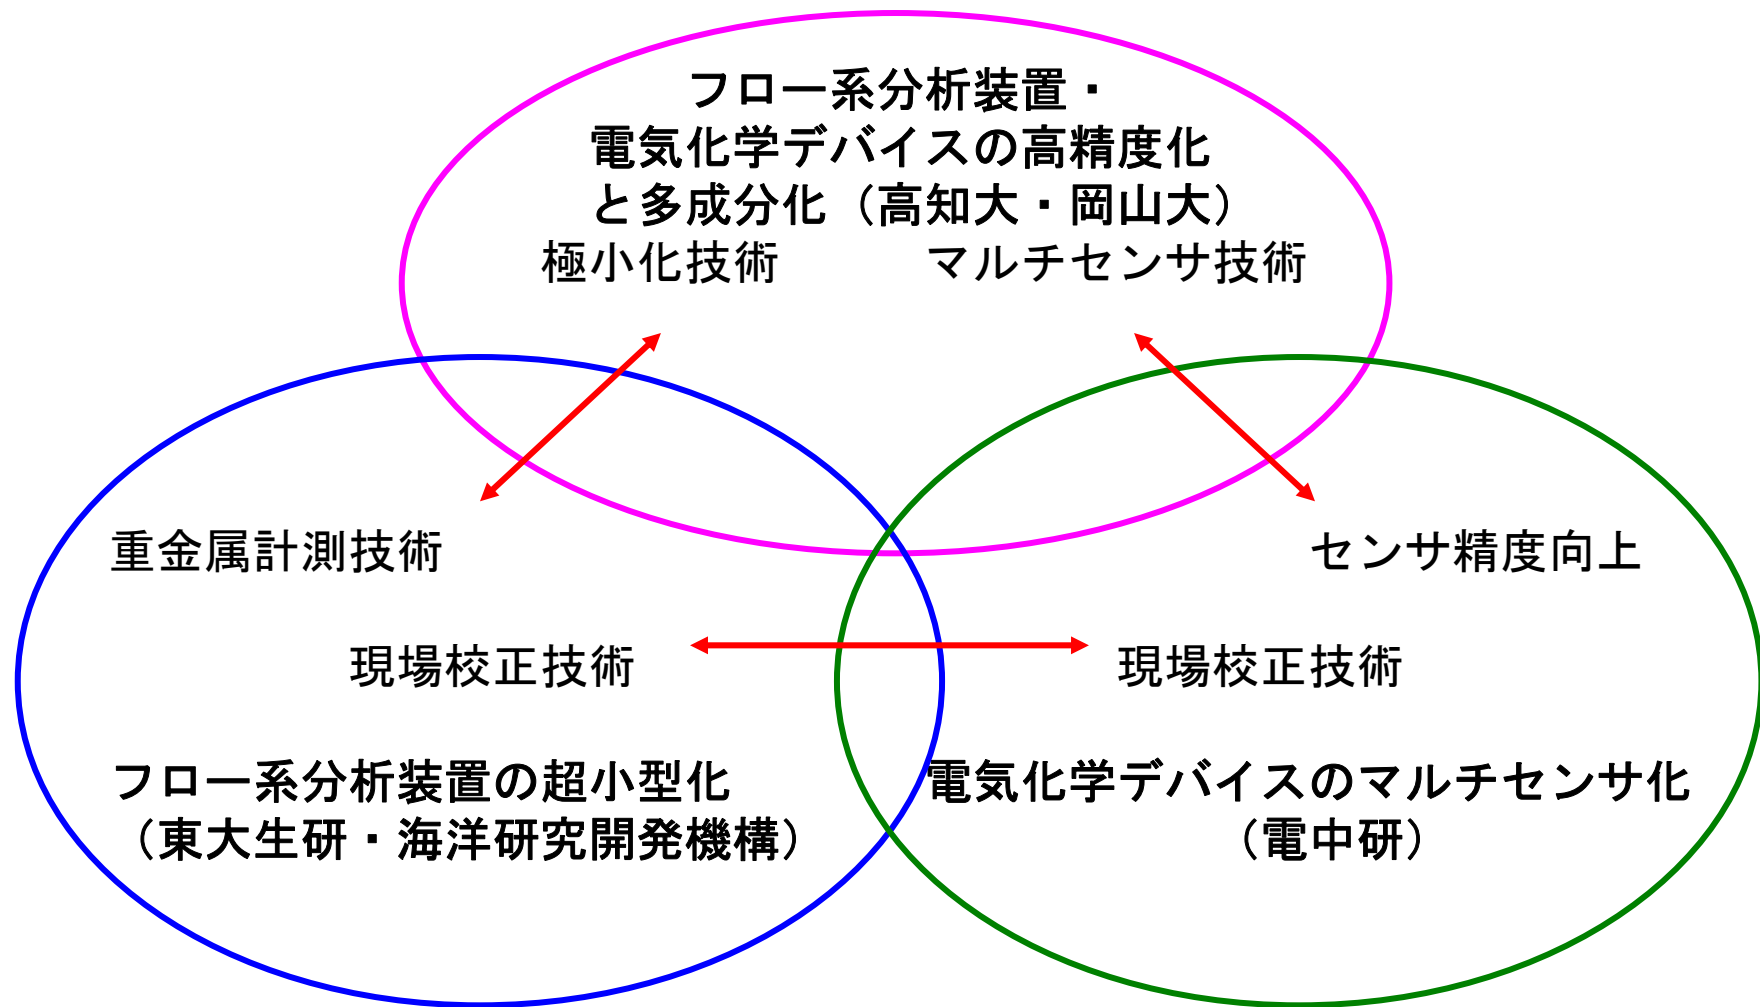 フロー系分析装置・
電気化学デバイスの高精度化
と多成分化（高知大・岡山大）
極小化技術　マルチセンサ技術
重金属計測技術　センサ精度向上
現場校正技術　現場校正技術
フロー系分析装置の超小型化　電気化学デバイスのマルチセンサ化
（東大生研・海洋研究開発機構）　（電中研）